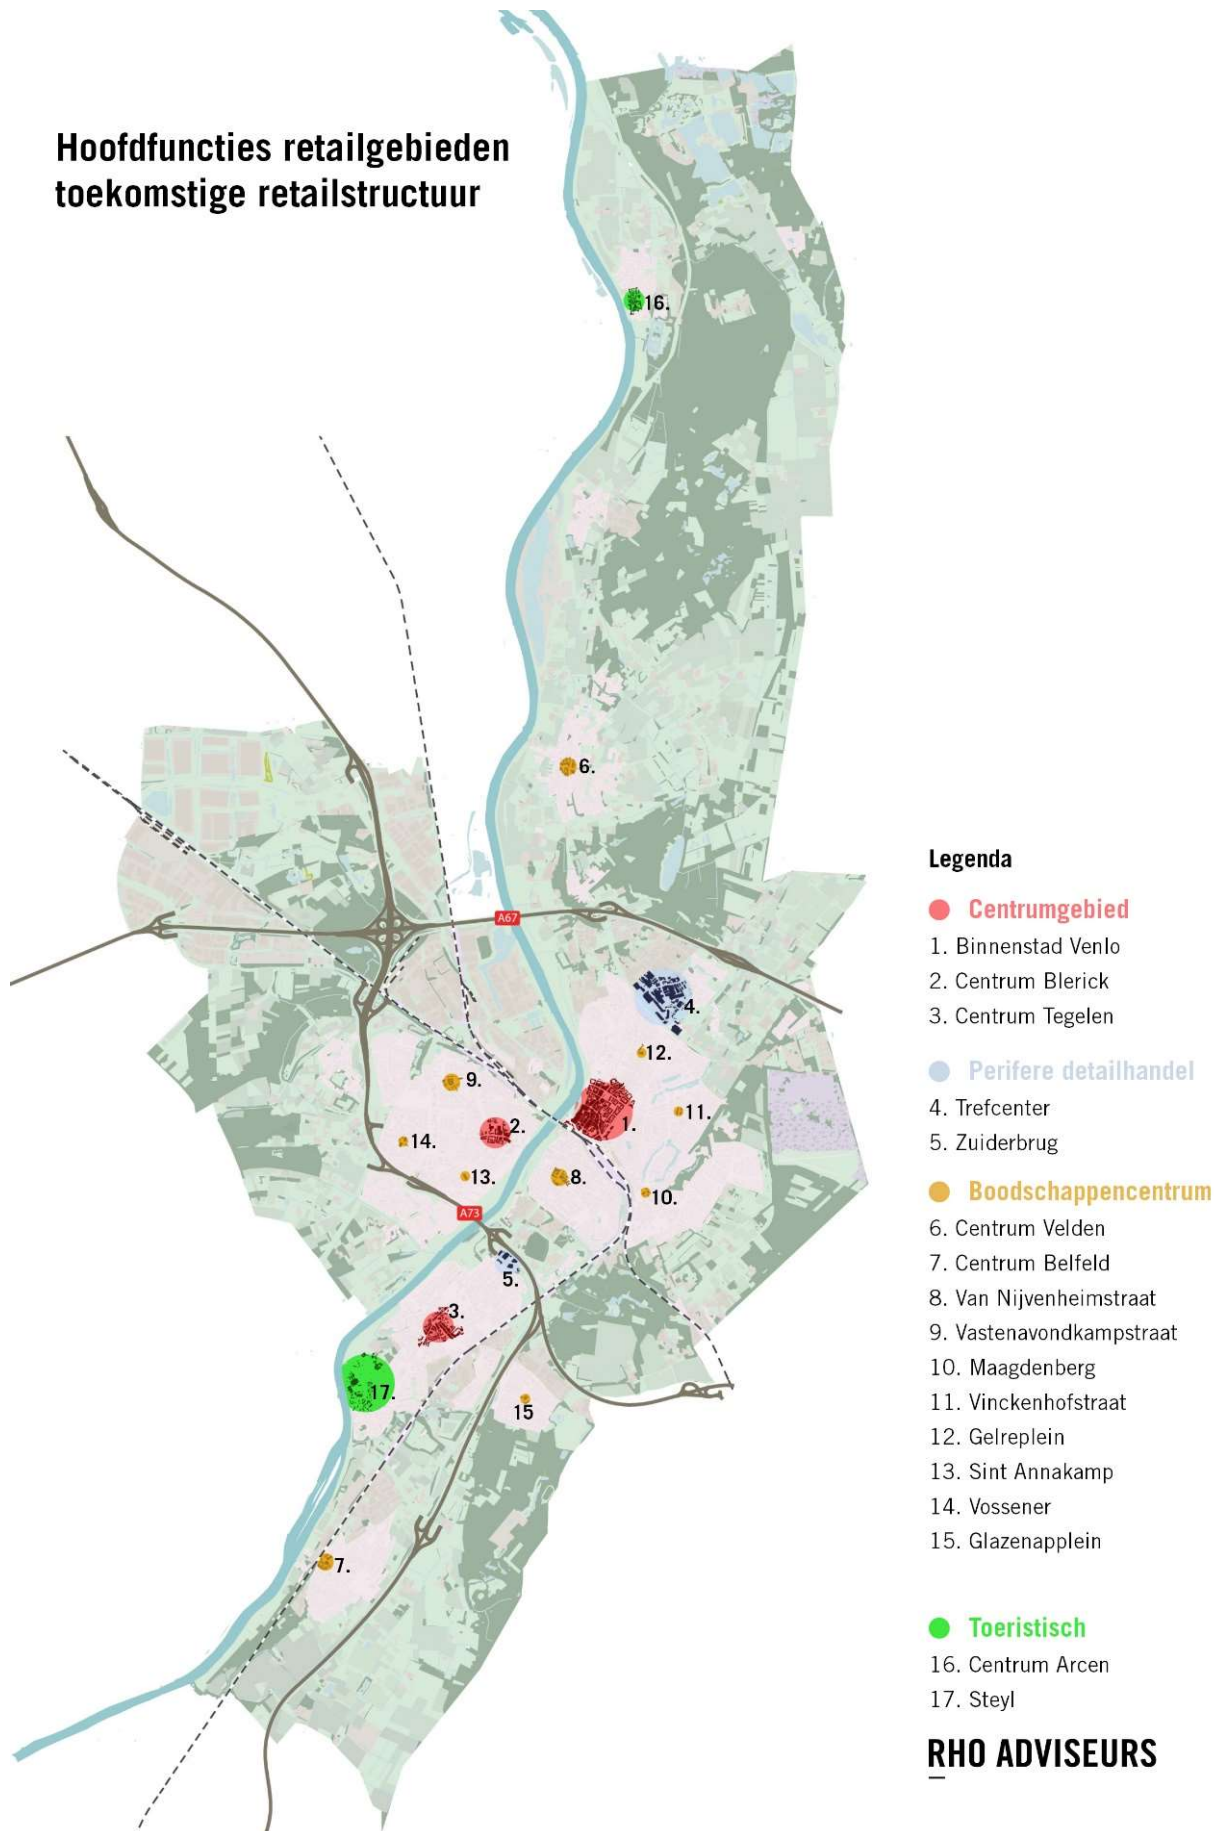 Hoofdfuncties retailgebieden
toekomstige retailstructuur
16.
6.
A67
4.
12.
9.
11.
1.
2.
14.
13.
8.
10.
A73
5.
3.
17.
15
7.
Legenda
Centrumgebied
1. Binnenstad Venlo
2. Centrum Blerick
3. Centrum Tegelen
Perifere detailhandel
4. Trefcenter
5. Zuiderbrug
Boodschappencentrum
6. Centrum Velden
7. Centrum Belfeld
8. Van Nijvenheimstraat
9. Vastenavondkampstraat
10. Maagdenberg
11. Vinckenhofstraat
12. Gelreplein
13. Sint Annakamp
14. Vossener
15. Glazenapplein
Toeristisch
16. Centrum Arcen
17. Steyl
RHO ADVISEURS